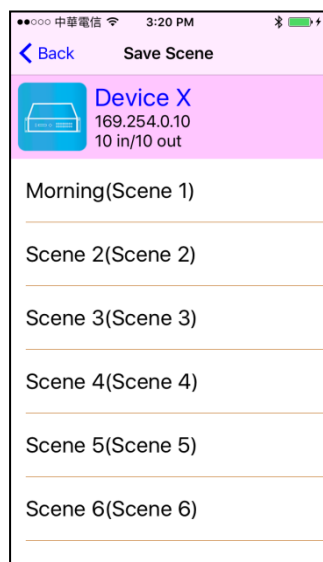 中華電信 3:20 PM
Back Save Scene
Device X
169.254.0.10
10 in/10 out
Morning(Scene 1)
Scene 2(Scene 2)
Scene 3(Scene 3)
Scene 4(Scene 4)
Scene 5(Scene 5)
Scene 6(Scene 6)